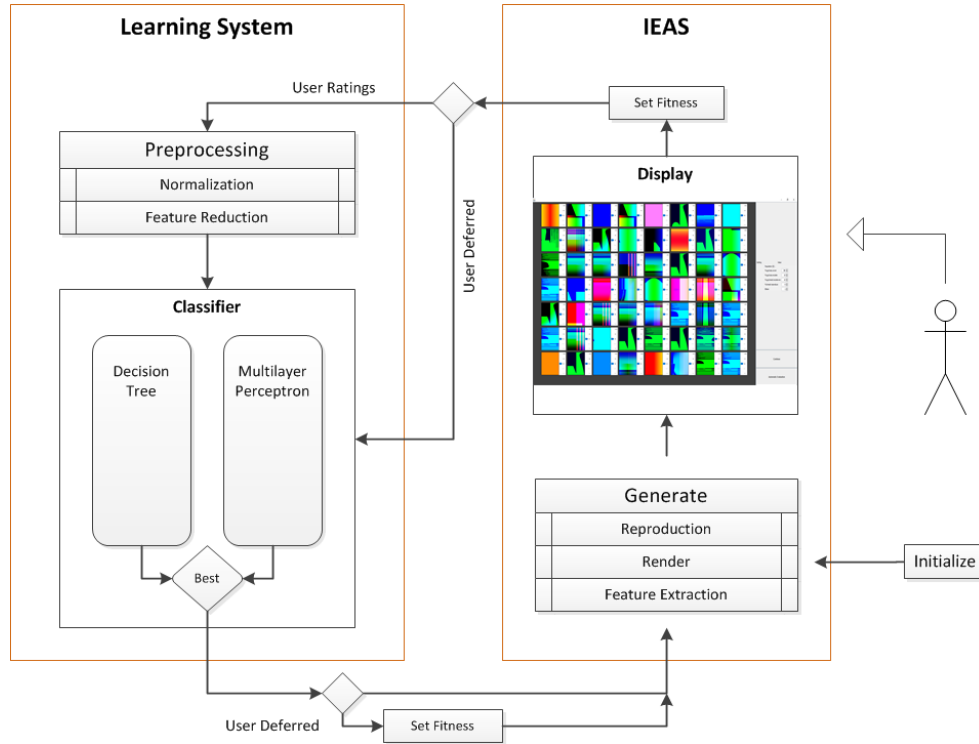 Learning System
IEAS
User Ratings
Set Fitness
Preprocessing
Normalization
Feature Reduction
Display
User Deferred
Classifier
Decision
Tree
Multilayer
Perceptron
Best
Generate
Reproduction
Render
Feature Extraction
Initialize
User Deferred
Set Fitness